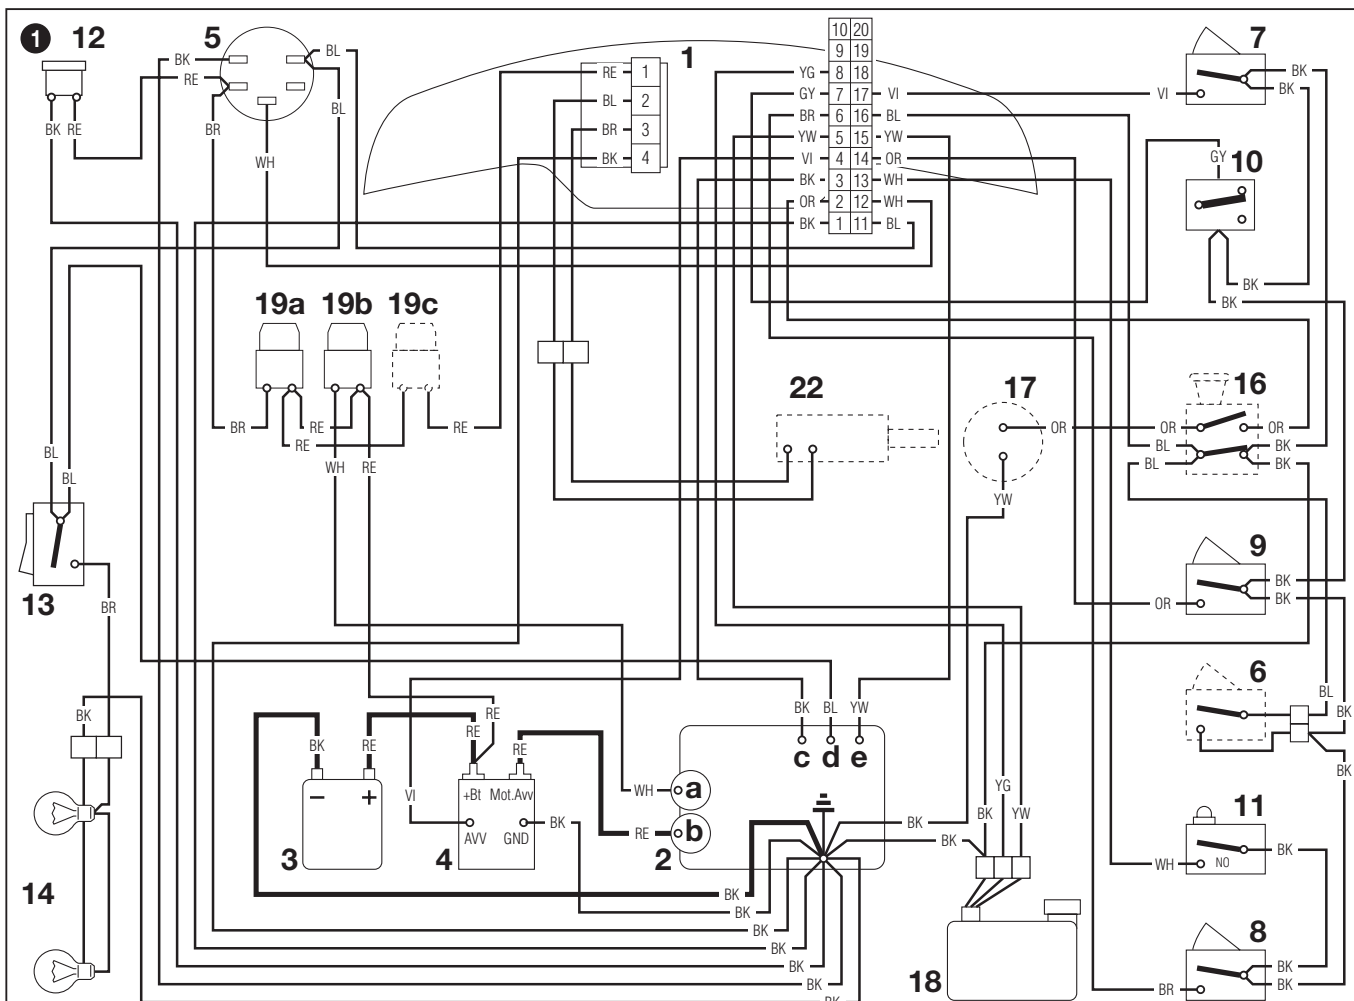 1 12 5 BL 1 10 20 7
9 19
BK RE 1 YG 8 18 BK
RE BL 2 GY 7 17 VI VI BK
BL
BR BR 3 BR 6 16 BL
BK RE YW 5 15 YW
WH BK 4 VI 4 14 OR GY 10
BK 3 13 WH
OR 2 12 WH
BK 1 11 BL
BK
BK
19a 19b 19c
22 17 16
BR RE RE OR OR OR
RE
BL WH RE BL BK
BL BL BK
YW
9
BK
13 BR OR BK
6
BL
BK RE BK BL YW BK
BK RE RE RE c d e
BK
− + VI +Bt Mot.Avv WH a YG
BK YW 11
AVV GND BK RE b BK BK
3 4 2 BK WH NO
14 BK
BK
BK 8
BK BK
BK 18 BR BK
BK